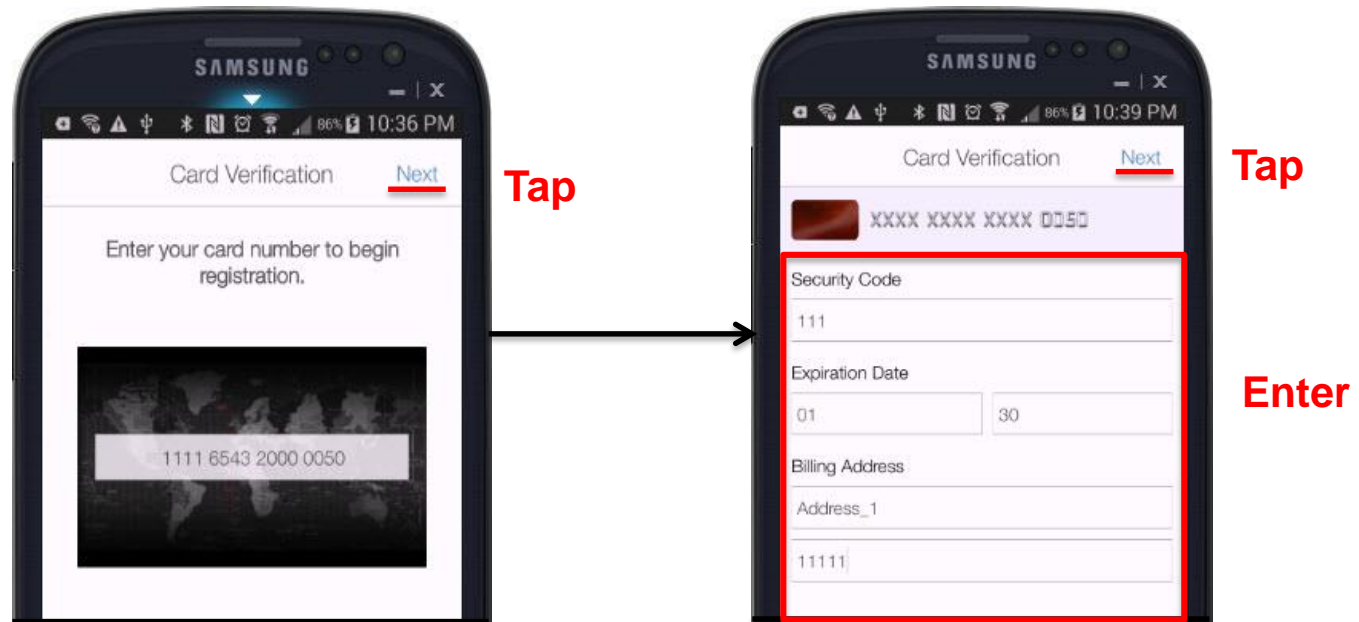 SAMSUNG
– | X
86% 10:36 PM
Card Verification Next
Tap
Enter your card number to begin
registration.
1111 6543 2000 0050
SAMSUNG
– | X
86% 10:39 PM
Card Verification Next
Tap
XXXX XXXX XXXX 0050
Security Code
111
Expiration Date
01 30
Billing Address
Address_1
11111
Enter